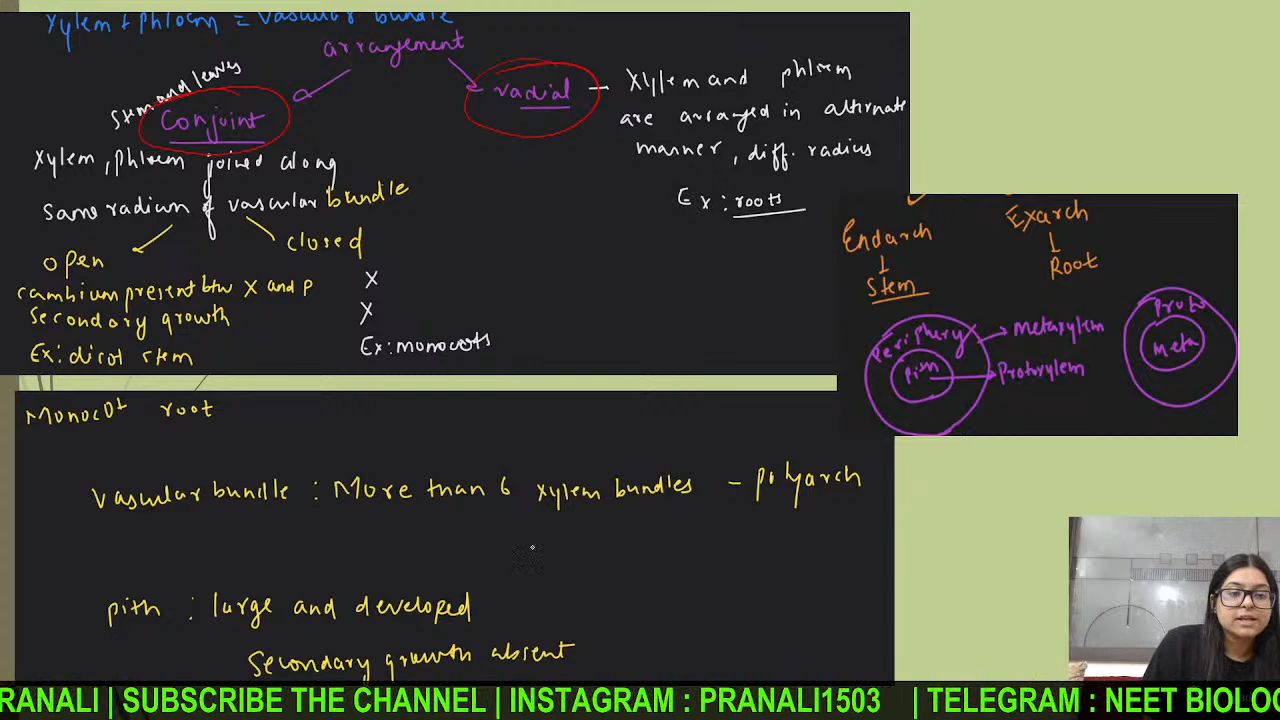 Xylem + Phloem = Vascular bundle
arrangement
stem and leaves
Conjoint
radial – Xylem and phloem
are arranged in alternate
manner, diff. radius
Ex : roots
Xylem, Phloem joined along
Same radium of vascular bundle
open
closed
cambium present btw X and P
Secondary growth
Ex: dicot stem
X
X
Ex: monocots
Endarch
Stem
Exarch
Root
Periphery
Pith
Metaxylem
Protoxylem
Proto
Meta
Monocot root
Vascular bundle : More than 6 xylem bundles – polyarch
pith : large and developed
Secondary growth absent
RANALI | SUBSCRIBE THE CHANNEL | INSTAGRAM : PRANALI1503 | TELEGRAM : NEET BIOLO